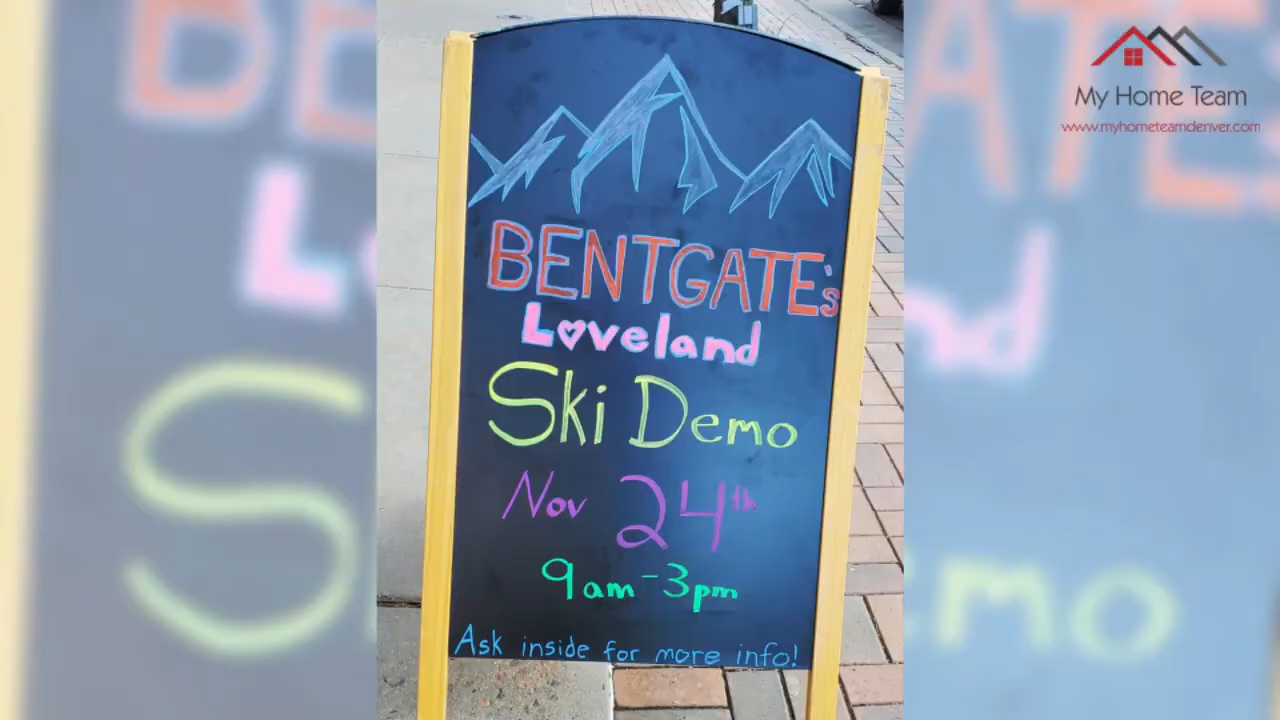 BENTGATE's
Loveland
Ski Demo
Nov 24th
9am-3pm
Ask inside for more info!
My Home Team
www.myhometeamdenver.com